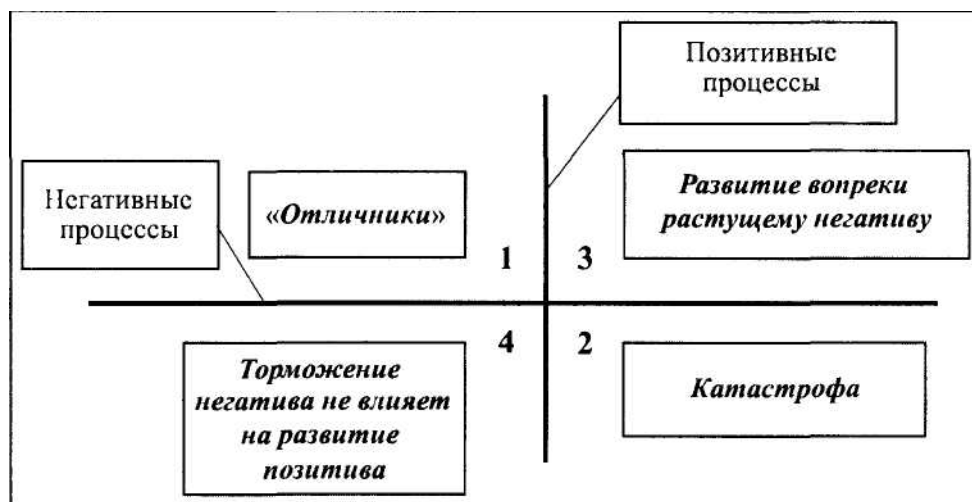 Позитивные
процессы
Негативные
процессы
«Отличники»
Развитие вопреки
растущему негативу
1
3
4
2
Торможение
негатива не влияет
на развитие
позитива
Катастрофа